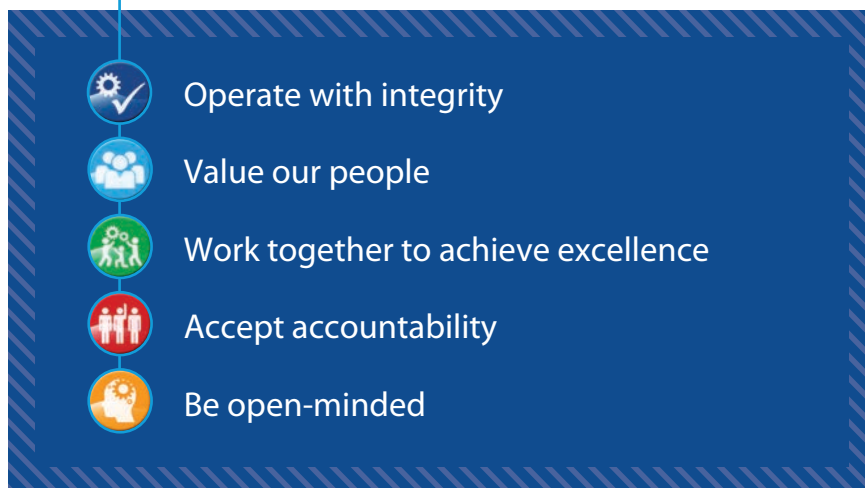 Operate with integrity
Value our people
Work together to achieve excellence
Accept accountability
Be open-minded